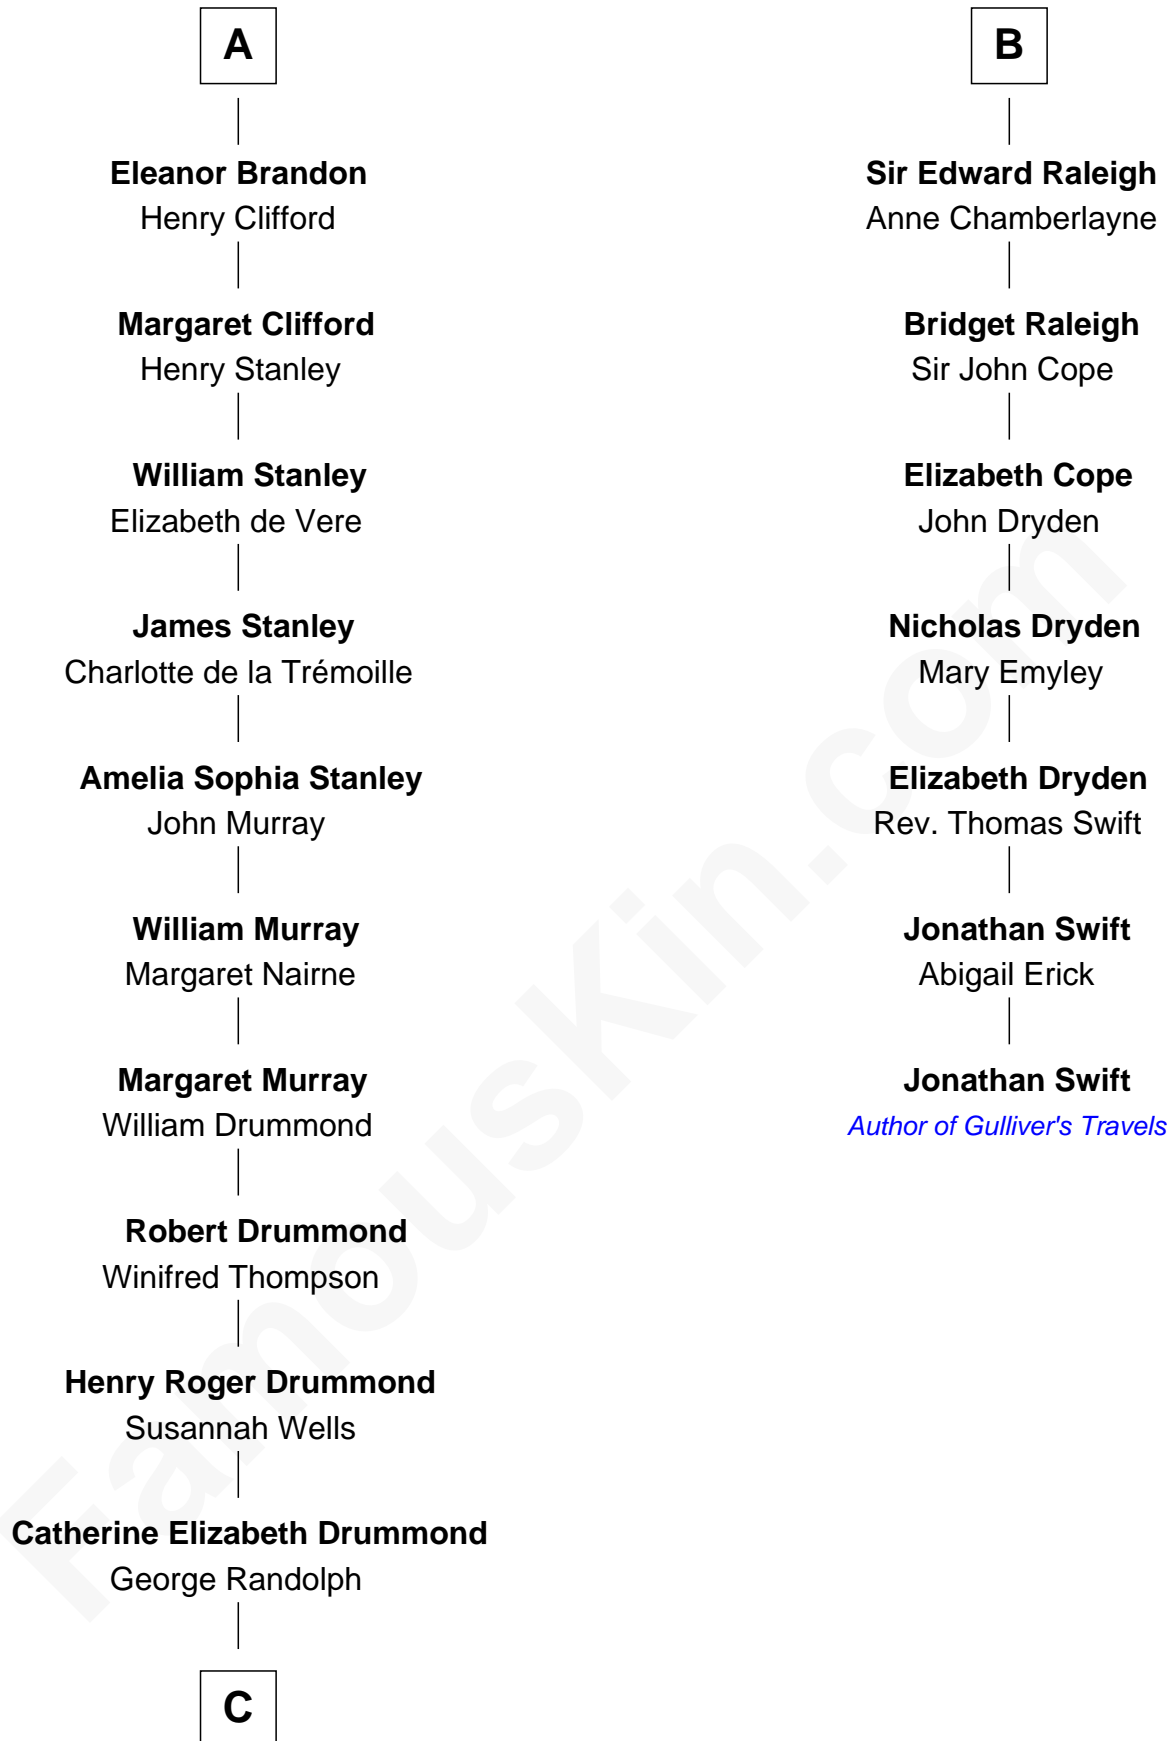 A
Eleanor Brandon
Henry Clifford
Margaret Clifford
Henry Stanley
William Stanley
Elizabeth de Vere
James Stanley
Charlotte de la Trémoille
Amelia Sophia Stanley
John Murray
William Murray
Margaret Nairne
Margaret Murray
William Drummond
Robert Drummond
Winifred Thompson
Henry Roger Drummond
Susannah Wells
Catherine Elizabeth Drummond
George Randolph
C
B
Sir Edward Raleigh
Anne Chamberlayne
Bridget Raleigh
Sir John Cope
Elizabeth Cope
John Dryden
Nicholas Dryden
Mary Emyley
Elizabeth Dryden
Rev. Thomas Swift
Jonathan Swift
Abigail Erick
Jonathan Swift
Author of Gulliver's Travels
FamousKin.com